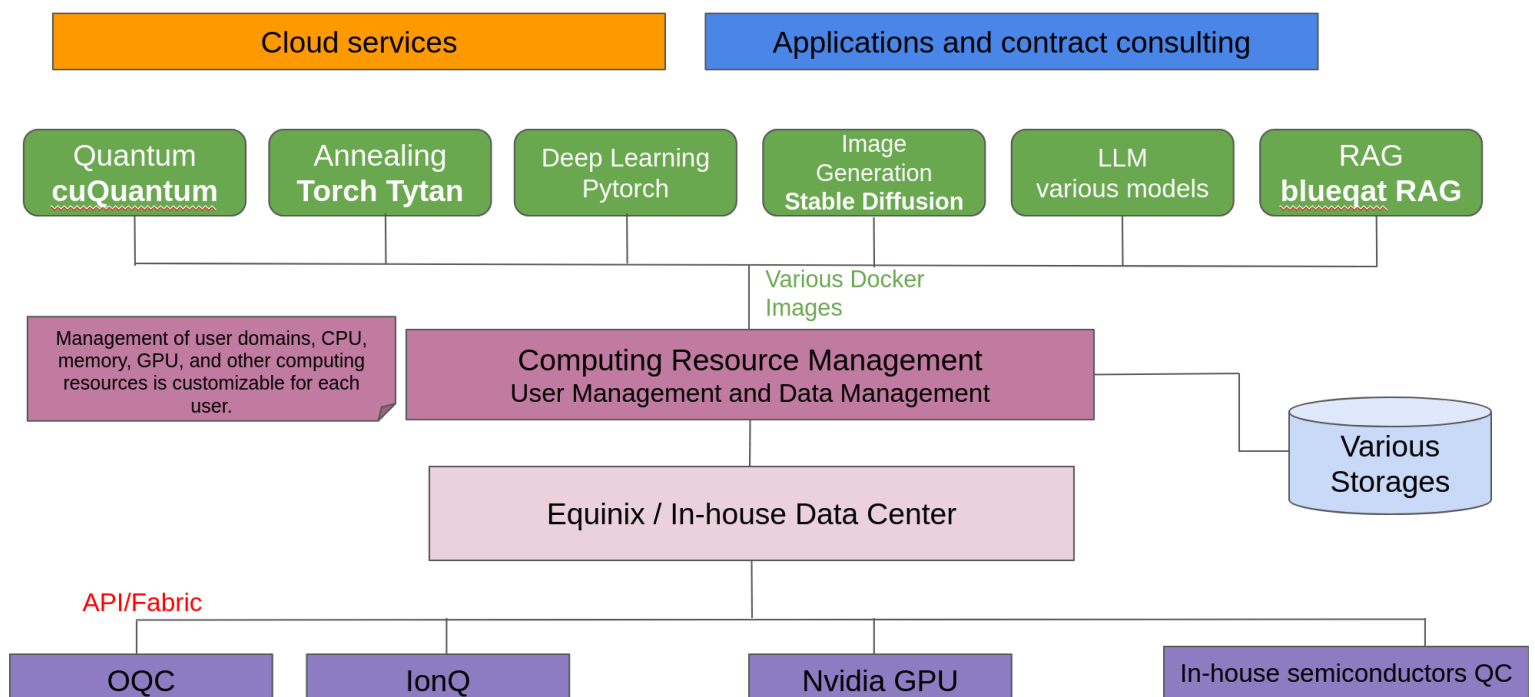 Cloud services
Applications and contract consulting
Quantum
cuQuantum
Annealing
Torch Tytan
Deep Learning
Pytorch
Image
Generation
Stable Diffusion
LLM
various models
RAG
blueqat RAG
Various Docker
Images
Management of user domains, CPU,
memory, GPU, and other computing
resources is customizable for each
user.
Computing Resource Management
User Management and Data Management
Various
Storages
Equinix / In-house Data Center
API/Fabric
OQC
IonQ
Nvidia GPU
In-house semiconductors QC